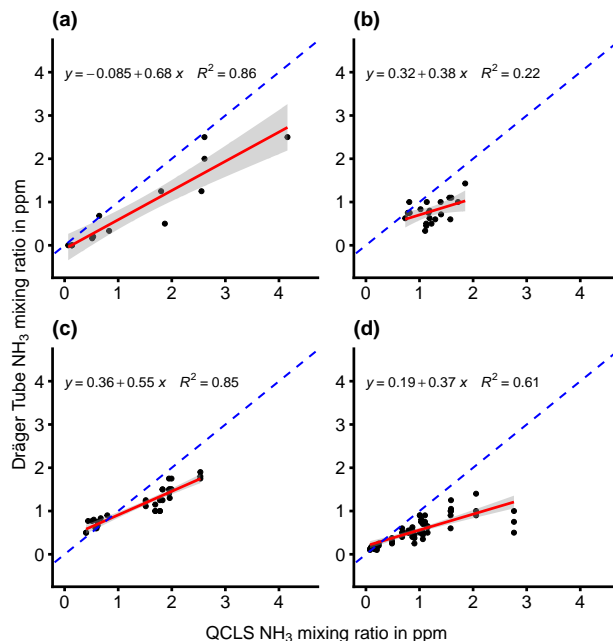 (a)
(b)
y = −0.085 + 0.68 x R² = 0.86
y = 0.32 + 0.38 x R² = 0.22
4
3
2
1
0
4
3
2
1
0
0 1 2 3 4
0 1 2 3 4
(c)
(d)
y = 0.36 + 0.55 x R² = 0.85
y = 0.19 + 0.37 x R² = 0.61
4
3
2
1
0
4
3
2
1
0
0 1 2 3 4
0 1 2 3 4
Dräger Tube NH₃ mixing ratio in ppm
QCLS NH₃ mixing ratio in ppm